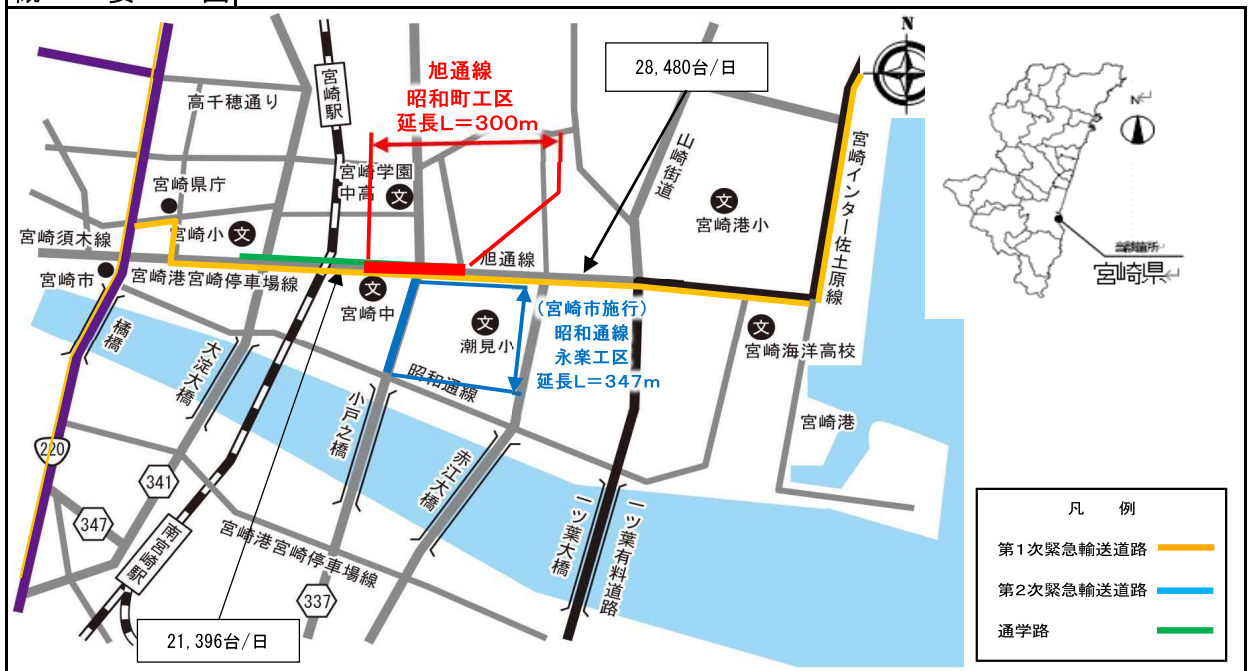 概 要 図
28,480台/日
旭通線
昭和町工区
延長L=300m
宮崎駅
高千穂通り
宮崎県庁
宮崎学園
中高
文
山崎街道
文
宮崎港小
宮崎インター佐土原線
N
宮崎須木線
宮崎小
文
旭通線
宮崎市
宮崎港宮崎停車場線
文
宮崎中
文
潮見小
(宮崎市施行)
昭和通線
永楽工区
延長L=347m
文
宮崎海洋高校
橘橋
大淀大橋
昭和通線
小戸之橋
赤江大橋
宮崎港
一ツ葉大橋
一ツ葉有料道路
220
341
347
南宮崎駅
宮崎港宮崎停車場線
337
21,396台/日
N
宮崎県
凡 例
第1次緊急輸送道路
第2次緊急輸送道路
通学路